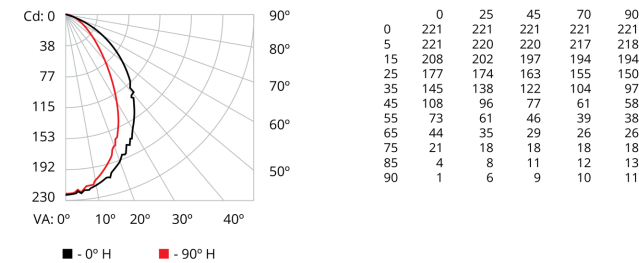 Cd: 0
38
77
115
153
192
230
90º
80º
70º
60º
50º
VA: 0º 10º 20º 30º 40º
- 0º H - 90º H
0 25 45 70 90
0 221 221 221 221 221
5 221 220 220 217 218
15 208 202 197 194 194
25 177 174 163 155 150
35 145 138 122 104 97
45 108 96 77 61 58
55 73 61 46 39 38
65 44 35 29 26 26
75 21 18 18 18 18
85 4 8 11 12 13
90 1 6 9 10 11